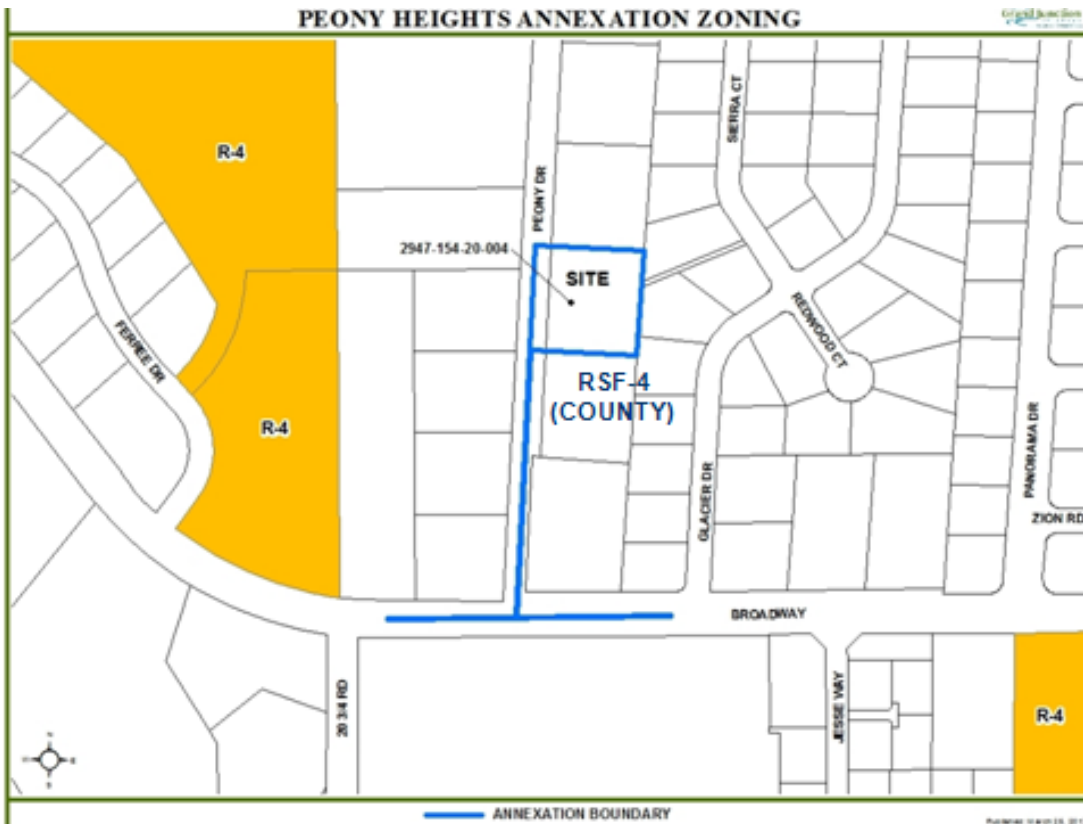 PEONY HEIGHTS ANNEXATION ZONING
Grand Junction
R-4
SIERRA CT
PEONY DR
2947-154-20-004
SITE
REDWOOD CT
FERREE DR
RSF-4
(COUNTY)
R-4
PANORAMA DR
GLACIER DR
ZION RD
BROADWAY
20 3/4 RD
JESSE WAY
R-4
ANNEXATION BOUNDARY